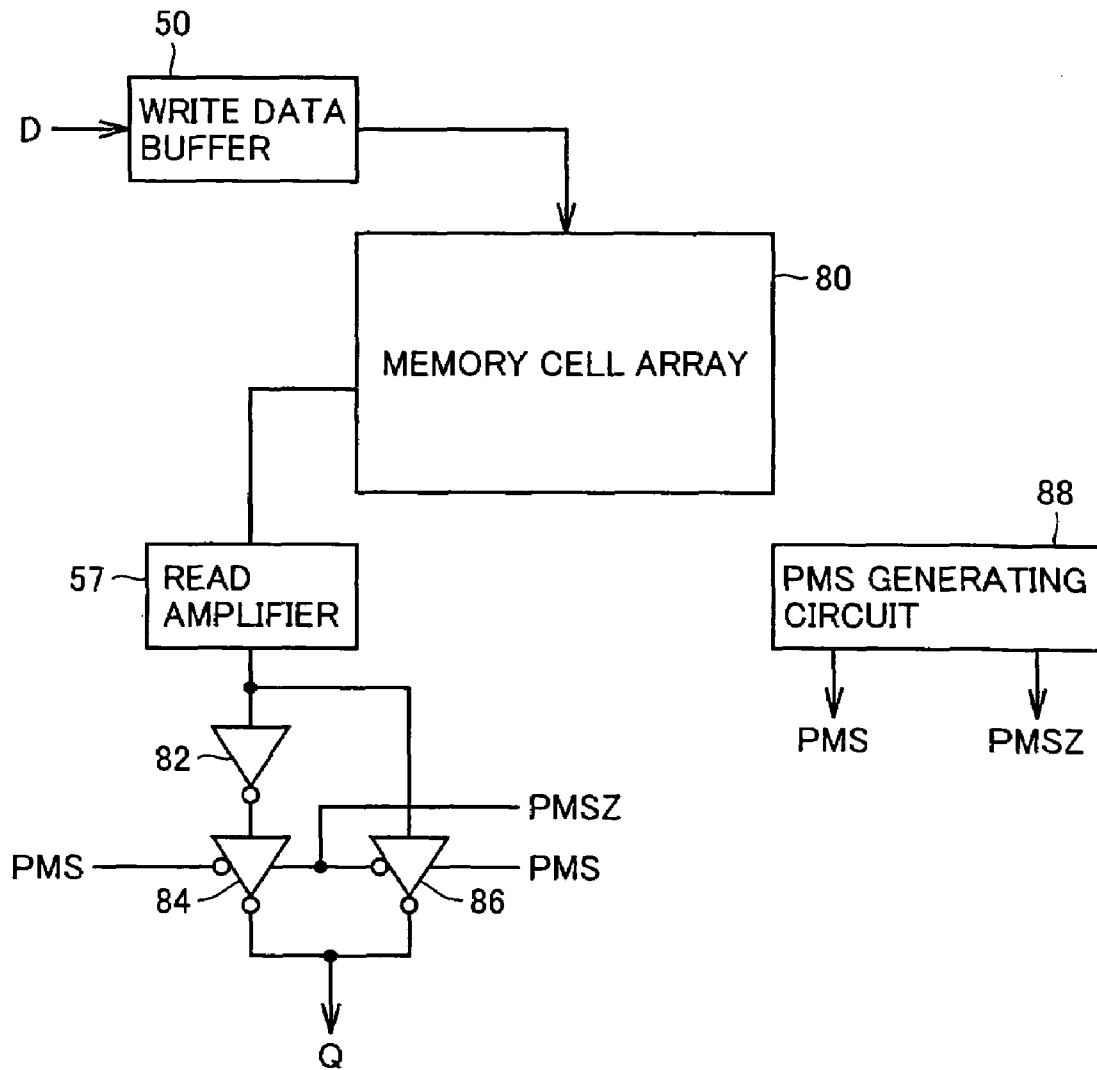 50
D
WRITE DATA
BUFFER
80
MEMORY CELL ARRAY
88
57
READ
AMPLIFIER
PMS GENERATING
CIRCUIT
PMS
PMSZ
82
PMSZ
PMS
PMS
84
86
Q